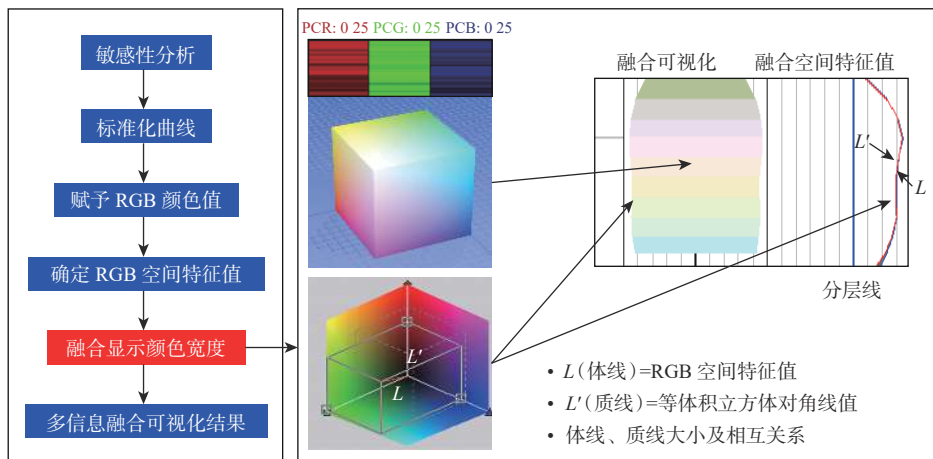 敏感性分析
标准化曲线
赋予 RGB 颜色值
确定 RGB 空间特征值
融合显示颜色宽度
多信息融合可视化结果
PCR: 0 25 PCG: 0 25 PCB: 0 25
L′
L
融合可视化
融合空间特征值
L′
L
分层线
• L(体线)=RGB 空间特征值
• L′(质线)=等体积立方体对角线值
• 体线、质线大小及相互关系